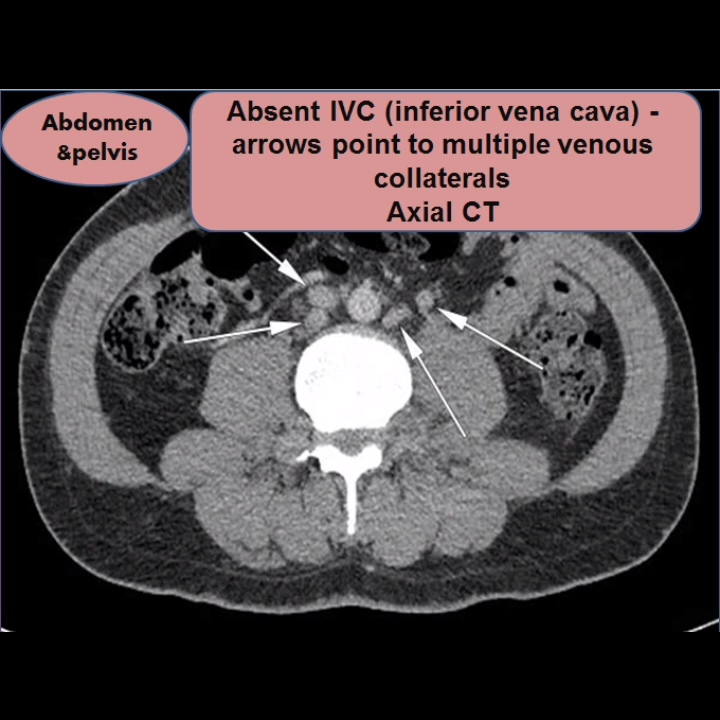 Abdomen
&pelvis
Absent IVC (inferior vena cava) -
arrows point to multiple venous
collaterals
Axial CT